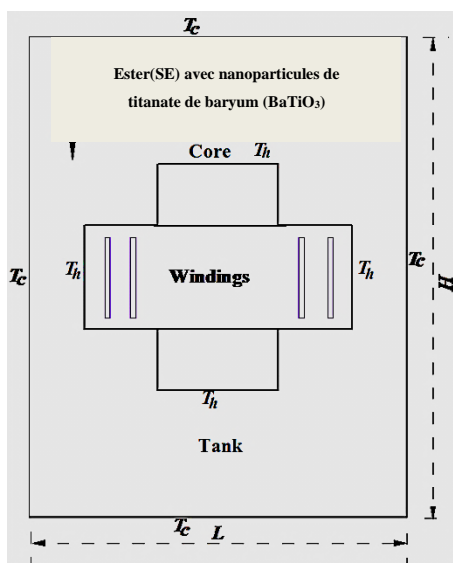 Tc
Ester(SE) avec nanoparticules de
titanate de baryum (BaTiO3)
Core Th
Tc Th Windings Th Tc
H
Th
Tank
Tc L